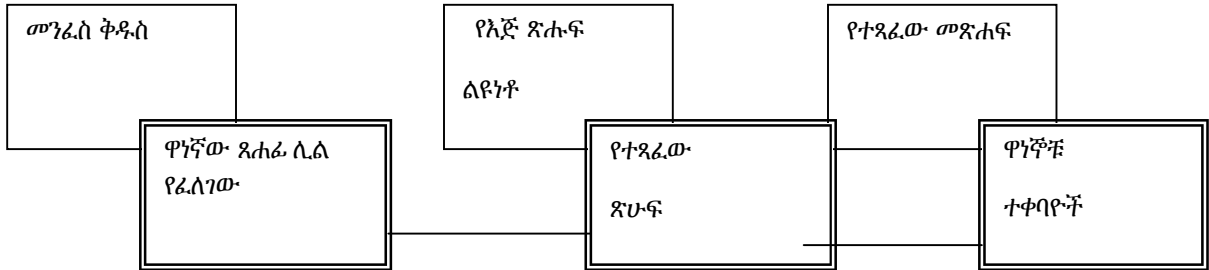 መንፈስ ቅዱስ
የእጅ ጽሑፍ
ልዩነቶ
የተጻፈው መጽሐፍ
ዋነኛው ጸሐፊ ሊል
የፈለገው
የተጻፈው
ጽሁፍ
ዋነኞቹ
ተቀባዮች